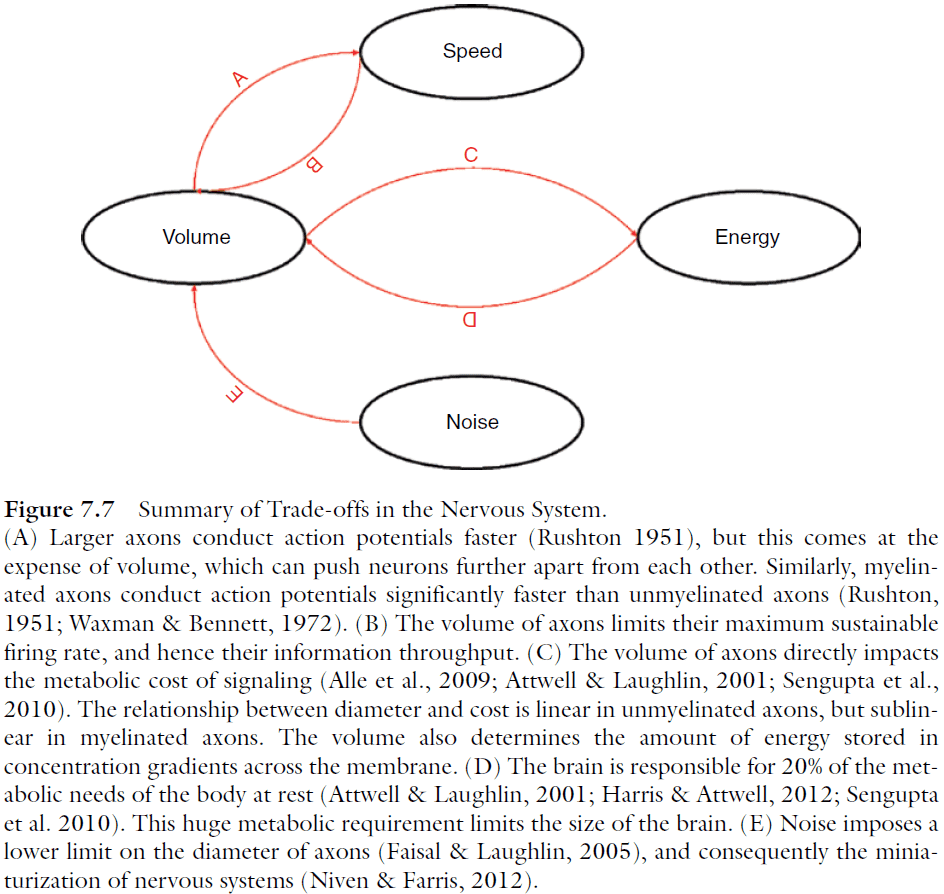 Speed
A
B
C
Volume
Energy
D
E
Noise
Figure 7.7 Summary of Trade-offs in the Nervous System.
(A) Larger axons conduct action potentials faster (Rushton 1951), but this comes at the
expense of volume, which can push neurons further apart from each other. Similarly, myelin-
ated axons conduct action potentials significantly faster than unmyelinated axons (Rushton,
1951; Waxman & Bennett, 1972). (B) The volume of axons limits their maximum sustainable
firing rate, and hence their information throughput. (C) The volume of axons directly impacts
the metabolic cost of signaling (Alle et al., 2009; Attwell & Laughlin, 2001; Sengupta et al.,
2010). The relationship between diameter and cost is linear in unmyelinated axons, but sublin-
ear in myelinated axons. The volume also determines the amount of energy stored in
concentration gradients across the membrane. (D) The brain is responsible for 20% of the met-
abolic needs of the body at rest (Attwell & Laughlin, 2001; Harris & Attwell, 2012; Sengupta
et al. 2010). This huge metabolic requirement limits the size of the brain. (E) Noise imposes a
lower limit on the diameter of axons (Faisal & Laughlin, 2005), and consequently the minia-
turization of nervous systems (Niven & Farris, 2012).